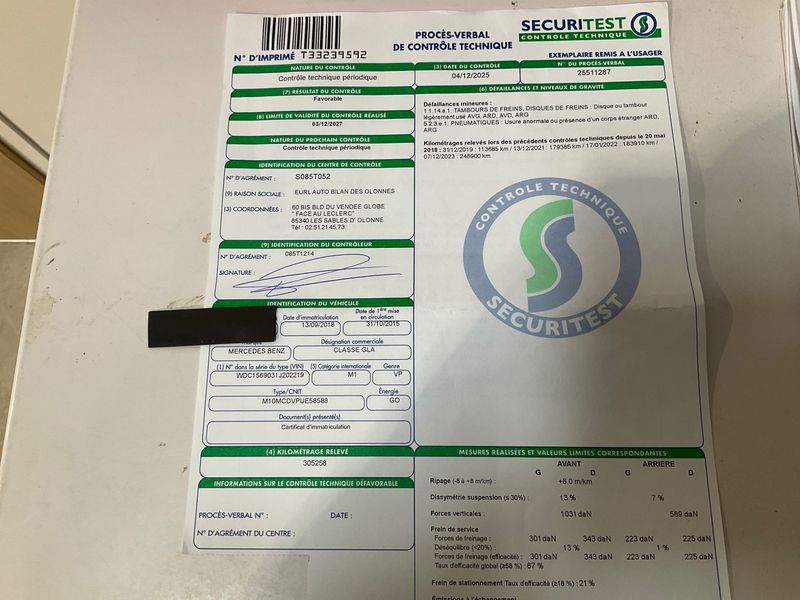 N° D'IMPRIMÉ T33239592
PROCÈS-VERBAL
DE CONTRÔLE TECHNIQUE
SECURITEST
CONTROLE TECHNIQUE
EXEMPLAIRE REMIS A L'USAGER
NATURE DU CONTRÔLE
Contrôle technique périodique
(3) DATE DU CONTRÔLE
04/12/2025
N° DU PROCÈS-VERBAL
25511287
(7) RÉSULTAT DU CONTRÔLE
Favorable
(8) LIMITE DE VALIDITÉ DU CONTRÔLE RÉALISÉ
03/12/2027
NATURE DU PROCHAIN CONTRÔLE
Contrôle technique périodique
IDENTIFICATION DU CENTRE DE CONTRÔLE
N° D'AGRÉMENT : S085T052
(9) RAISON SOCIALE : EURL AUTO BILAN DES OLONNES
(3) COORDONNÉES : 60 BIS BLD DU VENDEE GLOBE
" FACE AU LECLERC"
85340 LES SABLES D' OLONNE
Tél : 02.51.21.45.73.
(9) IDENTIFICATION DU CONTRÔLEUR
N° D'AGRÉMENT : 085T1214
SIGNATURE :
IDENTIFICATION DU VÉHICULE
Date d'immatriculation
13/09/2018
Date de 1ère mise
en circulation
31/10/2015
Marque
MERCEDES BENZ
Désignation commerciale
CLASSE GLA
(1) N° dans la série du type (VIN)
WDC1569031J202219
(5) Catégorie internationale
M1
Genre
VP
Type/CNIT
M10MCDVPUE58588
Énergie
GO
Document(s) présenté(s)
Certificat d'immatriculation
(4) KILOMÉTRAGE RELEVÉ
305258
INFORMATIONS SUR LE CONTRÔLE TECHNIQUE DÉFAVORABLE
PROCÈS-VERBAL N° : DATE :
N° D'AGRÉMENT DU CENTRE :
(6) DÉFAILLANCES ET NIVEAUX DE GRAVITÉ
Défaillances mineures :
1.1.14.a.1. TAMBOURS DE FREINS, DISQUES DE FREINS : Disque ou tambour
légèrement usé AVG, ARD, AVD, ARG
5.2.3.e.1. PNEUMATIQUES : Usure anormale ou présence d'un corps étranger ARD,
ARG
Kilométrages relevés lors des précédents contrôles techniques depuis le 20 mai
2018 : 31/12/2019 : 113685 km / 13/12/2021 : 179385 km / 17/01/2022 : 183910 km /
07/12/2023 : 248900 km
CONTROLE TECHNIQUE
SECURITEST
MESURES RÉALISÉES ET VALEURS LIMITES CORRESPONDANTES
AVANT ARRIERE
G D G D
Ripage (-8 à +8 m/km) : +8.0 m/km
Dissymétrie suspension (≤ 30%) : 13 % 7 %
Forces verticales : 1031 daN 589 daN
Frein de service
Forces de freinage : 301 daN 343 daN 223 daN 225 daN
Déséquilibre (<20%) : 13 % 1 %
Forces de freinage (efficacité) : 301 daN 343 daN 223 daN 225 daN
Taux d'efficacité global (≥58 %) : 67 %
Frein de stationnement Taux d'efficacité (≥18 %) : 21 %
Émissions à l'échappement